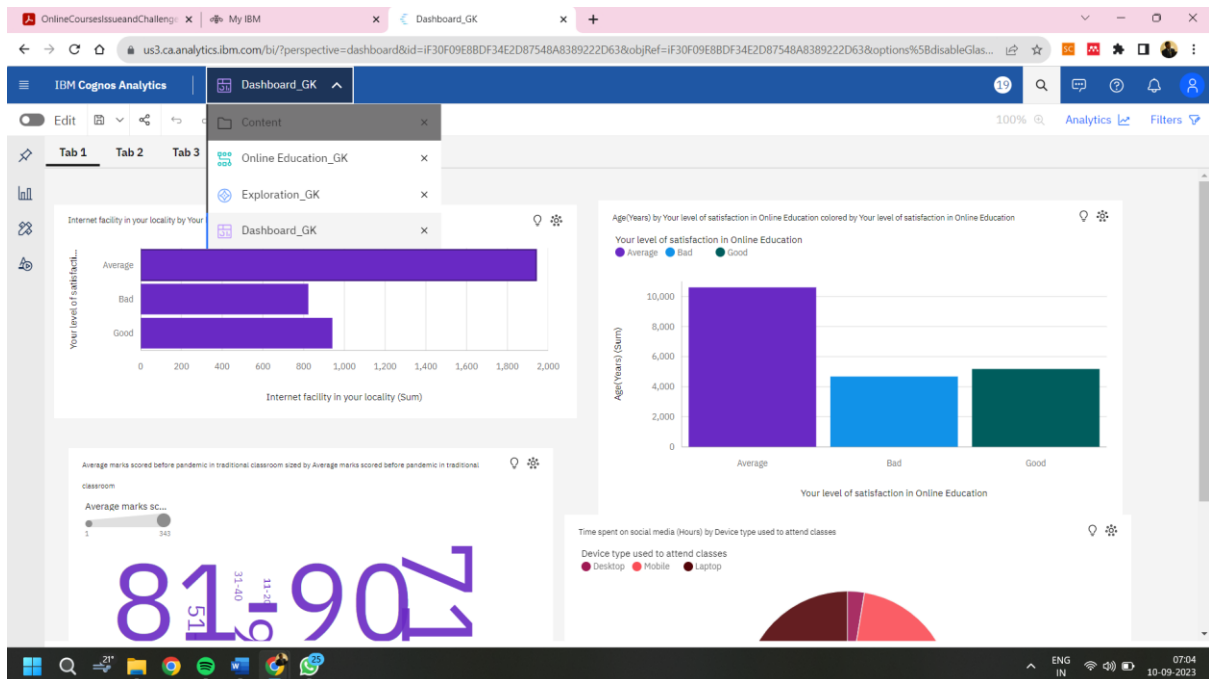 OnlineCoursesIssueandChalleng
My IBM
Dashboard_GK
us3.ca.analytics.ibm.com/bi/?perspective=dashboard&id=iF30F09E8BDF34E2D87548A8389222D63&objRef=iF30F09E8BDF34E2D87548A8389222D63&options%5BdisableGlas...
IBM Cognos Analytics
Dashboard_GK
19
Edit
Content
100%
Analytics
Filters
Tab 1
Tab 2
Tab 3
Online Education_GK
Exploration_GK
Dashboard_GK
Internet facility in your locality by Your
Your level of satisfacti...
Average
Bad
Good
0 200 400 600 800 1,000 1,200 1,400 1,600 1,800 2,000
Internet facility in your locality (Sum)
Age(Years) by Your level of satisfaction in Online Education colored by Your level of satisfaction in Online Education
Your level of satisfaction in Online Education
Average Bad Good
Age(Years) (Sum)
10,000
8,000
6,000
4,000
2,000
0
Average Bad Good
Your level of satisfaction in Online Education
Average marks scored before pandemic in traditional classroom sized by Average marks scored before pandemic in traditional
classroom
Average marks sc...
1 343
81-90
31-40
11-20
51
9
71
Time spent on social media (Hours) by Device type used to attend classes
Device type used to attend classes
Desktop Mobile Laptop
SC
21°
25
ENG
IN
07:04
10-09-2023